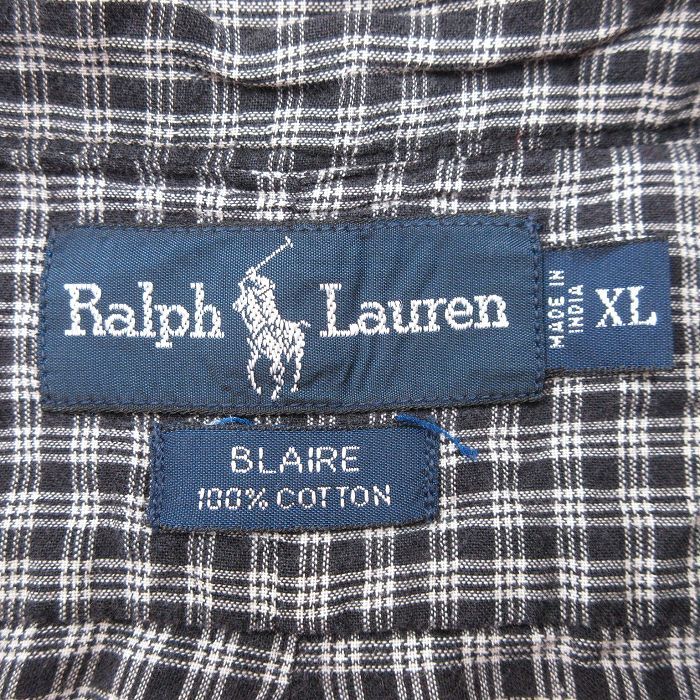 Ralph Lauren
MADE IN
INDIA
XL
BLAIRE
100% COTTON